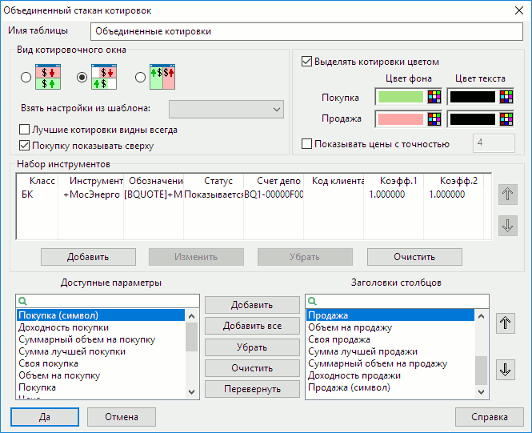 Объединенный стакан котировок
Имя таблицы
Объединенные котировки
Вид котировочного окна
$
$
$ $
Взять настройки из шаблона:
Лучшие котировки видны всегда
Покупку показывать сверху
Выделять котировки цветом
Цвет фона Цвет текста
Покупка
Продажа
Показывать цены с точностью 4
Набор инструментов
Класс Инструмент Обозначени Статус Счет депо Код клиента Коэфф.1 Коэфф.2
БК +МосЭнерго [BQUOTE]+М Показывается BQ1-00000F00 1.000000 1.000000
Добавить Изменить Убрать Очистить
Доступные параметры
Покупка (символ)
Доходность покупки
Суммарный объем на покупку
Сумма лучшей покупки
Своя покупка
Объем на покупку
Покупка
Добавить
Добавить все
Убрать
Очистить
Перевернуть
Заголовки столбцов
Продажа
Объем на продажу
Своя продажа
Сумма лучшей продажи
Суммарный объем на продажу
Доходность продажи
Продажа (символ)
Да Отмена Справка